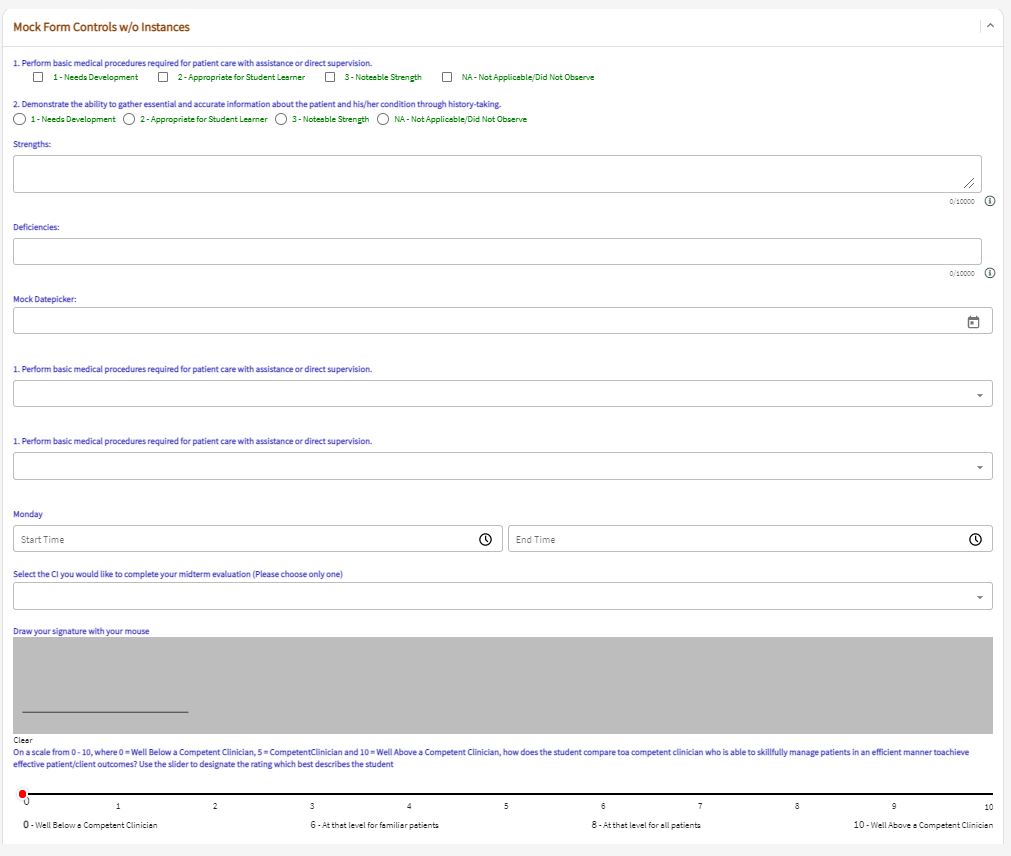 Mock Form Controls w/o Instances
1. Perform basic medical procedures required for patient care with assistance or direct supervision.
1 - Needs Development 2 - Appropriate for Student Learner 3 - Noteable Strength NA - Not Applicable/Did Not Observe
2. Demonstrate the ability to gather essential and accurate information about the patient and his/her condition through history-taking.
1 - Needs Development 2 - Appropriate for Student Learner 3 - Noteable Strength NA - Not Applicable/Did Not Observe
Strengths:
0/10000
Deficiencies:
0/10000
Mock Datepicker:
1. Perform basic medical procedures required for patient care with assistance or direct supervision.
1. Perform basic medical procedures required for patient care with assistance or direct supervision.
Monday
Start Time End Time
Select the CI you would like to complete your midterm evaluation (Please choose only one)
Draw your signature with your mouse
Clear
On a scale from 0 - 10, where 0 = Well Below a Competent Clinician, 5 = CompetentClinician and 10 = Well Above a Competent Clinician, how does the student compare toa competent clinician who is able to skillfully manage patients in an efficient manner toachieve
effective patient/client outcomes? Use the slider to designate the rating which best describes the student
0 1 2 3 4 5 6 7 8 9 10
0 - Well Below a Competent Clinician 6 - At that level for familiar patients 8 - At that level for all patients 10 - Well Above a Competent Clinician